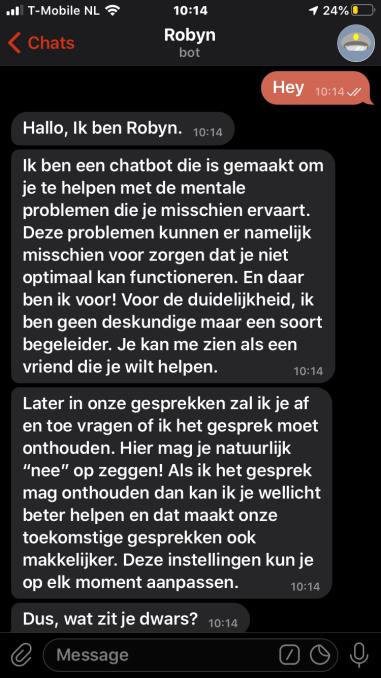 T-Mobile NL 10:14 24%
Chats Robyn
bot
Hey 10:14
Hallo, Ik ben Robyn. 10:14
Ik ben een chatbot die is gemaakt om
je te helpen met de mentale
problemen die je misschien ervaart.
Deze problemen kunnen er namelijk
misschien voor zorgen dat je niet
optimaal kan functioneren. En daar
ben ik voor! Voor de duidelijkheid, ik
ben geen deskundige maar een soort
begeleider. Je kan me zien als een
vriend die je wilt helpen. 10:14
Later in onze gesprekken zal ik je af
en toe vragen of ik het gesprek moet
onthouden. Hier mag je natuurlijk
“nee” op zeggen! Als ik het gesprek
mag onthouden dan kan ik je wellicht
beter helpen en dat maakt onze
toekomstige gesprekken ook
makkelijker. Deze instellingen kun je
op elk moment aanpassen. 10:14
Dus, wat zit je dwars? 10:14
Message